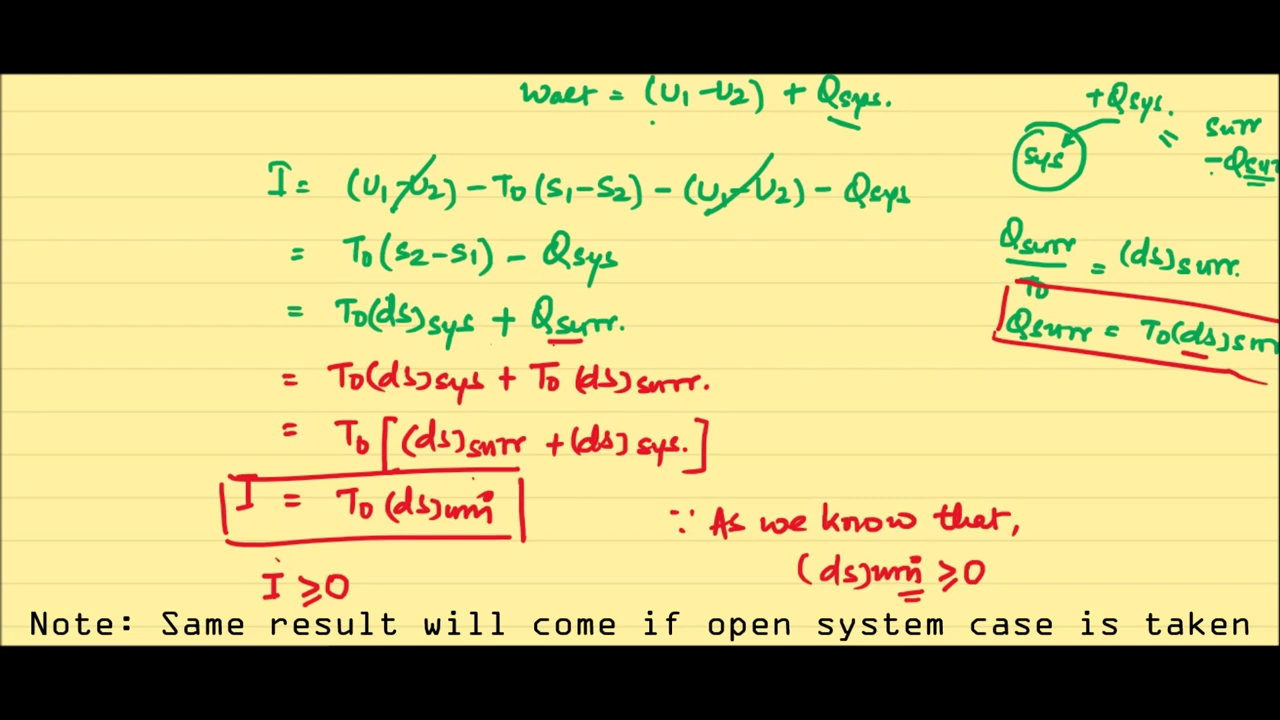 Wact = (U1 - U2) + Qsys.
+Qsys.
sys
=
surr
-Qsur
I = (U1 - U2) - T0 (S1 - S2) - (U1 - U2) - Qsys
= T0 (S2 - S1) - Qsys
Qsurr/T0 = (ds)surr.
= T0(ds)sys + Qsurr.
Qsurr = T0(ds)surr
= T0(ds)sys + T0 (ds)surr.
= T0 [(ds)surr + (ds)sys.]
I = T0 (ds)uni
∵ As we know that,
(ds)uni ≥ 0
I ≥ 0
Note: Same result will come if open system case is taken